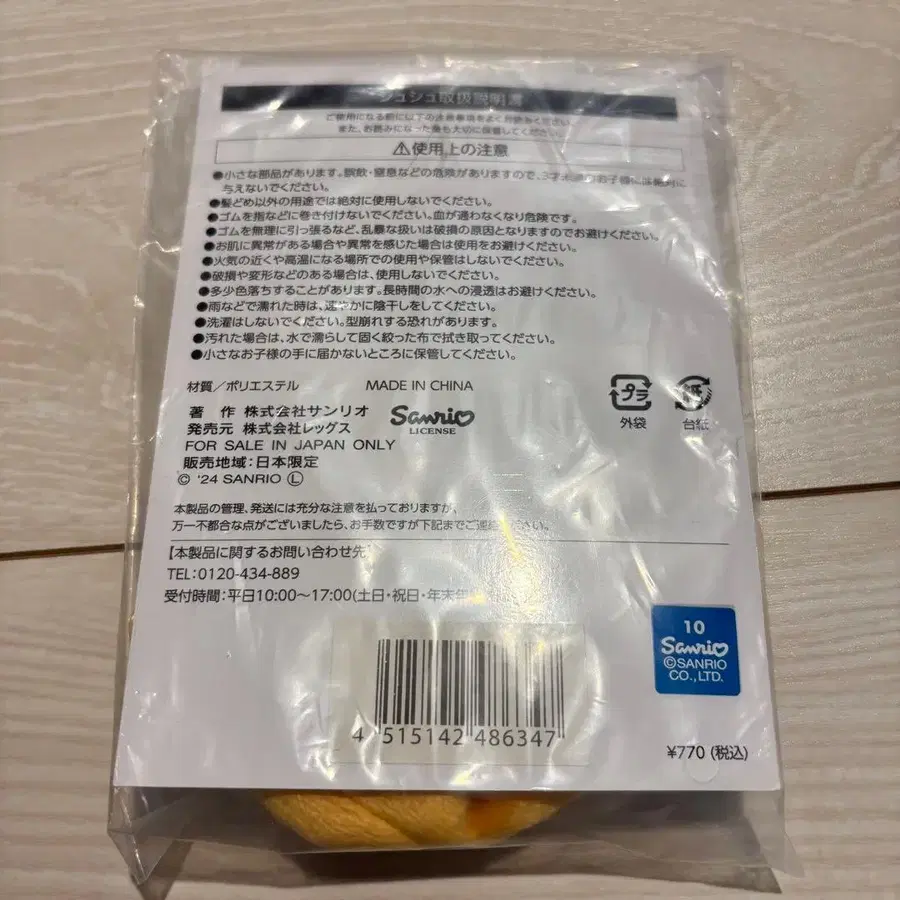 シュシュ取扱説明書
ご使用になる前に以下の注意事項をよくお読みください。
また、お読みになった後も大切に保管してください。
⚠使用上の注意
●小さな部品があります。誤飲・窒息などの危険がありますので、3才未満のお子様には絶対に
与えないでください。
●髪どめ以外の用途では絶対に使用しないでください。
●ゴムを指などに巻き付けないでください。血が通わなくなり危険です。
●ゴムを無理に引っ張るなど、乱暴な扱いは破損の原因となりますのでお避けください。
●お肌に異常がある場合や異常を感じた場合は使用をお避けください。
●火気の近くや高温になる場所での使用や保管はしないでください。
●破損や変形などのある場合は、使用しないでください。
●多少色落ちすることがあります。長時間の水への浸透はお避けください。
●雨などで濡れた時は、速やかに陰干しをしてください。
●洗濯はしないでください。型崩れする恐れがあります。
●汚れた場合は、水で濡らして固く絞った布で拭き取ってください。
●小さなお子様の手に届かないところに保管してください。
材質／ポリエステル MADE IN CHINA
著 作 株式会社サンリオ
発売元 株式会社レッグス
Sanrio
LICENSE
FOR SALE IN JAPAN ONLY
販売地域:日本限定
© '24 SANRIO Ⓛ
プラ
外袋
紙
台紙
本製品の管理、発送には充分な注意を払っておりますが、
万一不都合な点がございましたら、お手数ですが下記までご連絡ください。
【本製品に関するお問い合わせ先】
TEL:0120-434-889
受付時間:平日10:00〜17:00(土日・祝日・年末年
4 515142 486347
10
Sanrio
©SANRIO
CO.,LTD.
¥770 (税込)